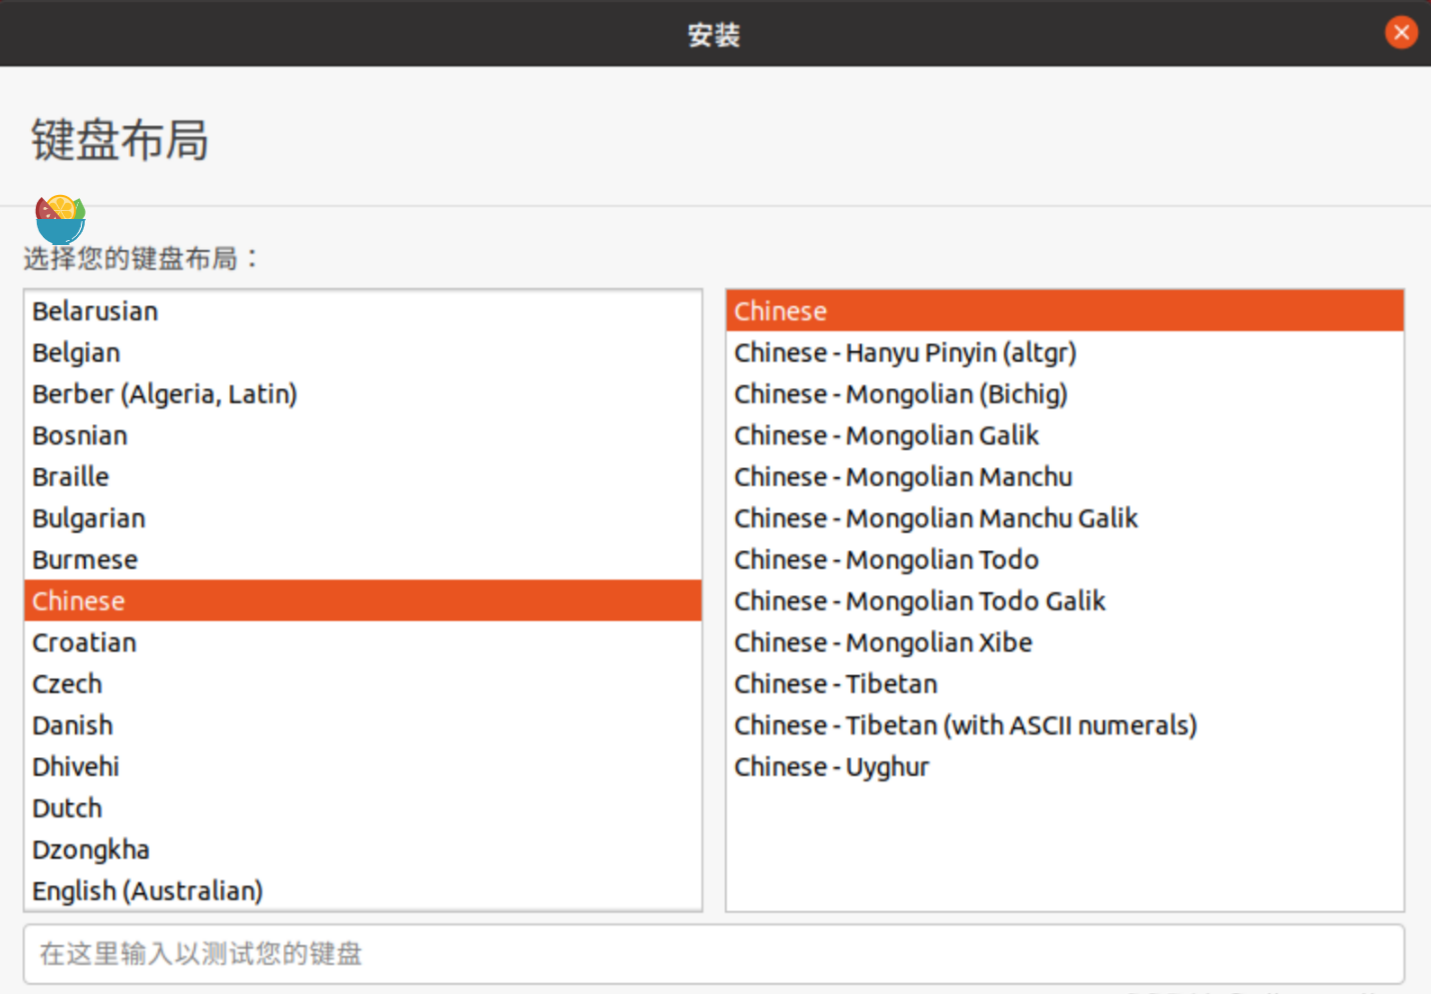 安装
键盘布局
选择您的键盘布局：
Belarusian
Belgian
Berber (Algeria, Latin)
Bosnian
Braille
Bulgarian
Burmese
Chinese
Croatian
Czech
Danish
Dhivehi
Dutch
Dzongkha
English (Australian)
Chinese
Chinese - Hanyu Pinyin (altgr)
Chinese - Mongolian (Bichig)
Chinese - Mongolian Galik
Chinese - Mongolian Manchu
Chinese - Mongolian Manchu Galik
Chinese - Mongolian Todo
Chinese - Mongolian Todo Galik
Chinese - Mongolian Xibe
Chinese - Tibetan
Chinese - Tibetan (with ASCII numerals)
Chinese - Uyghur
在这里输入以测试您的键盘